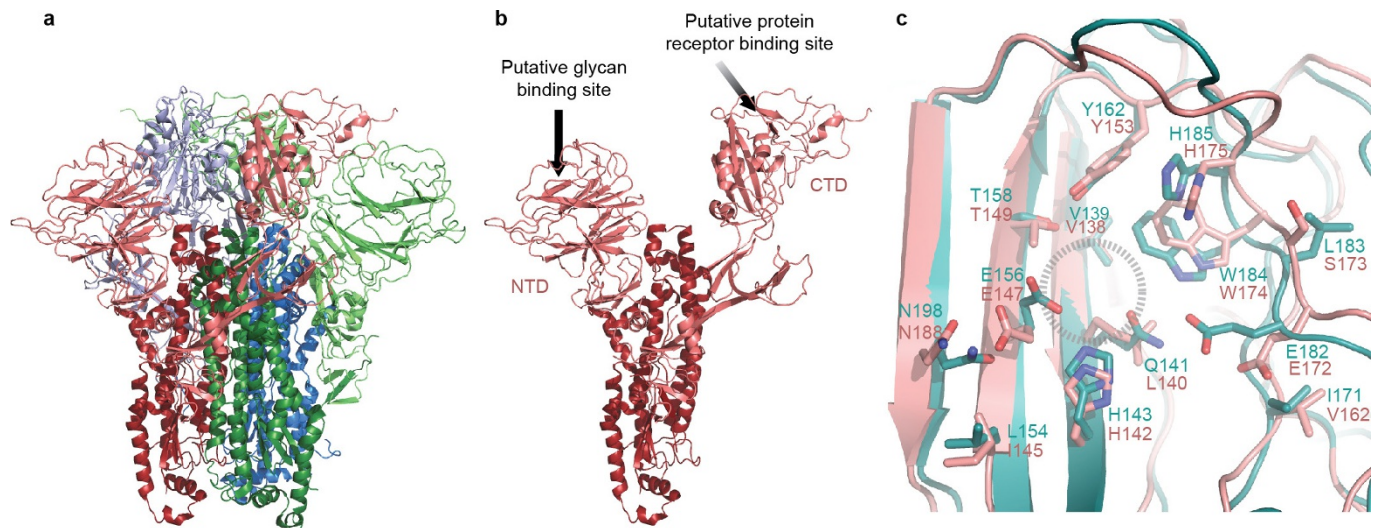 a
b
c
Putative glycan
binding site
Putative protein
receptor binding site
NTD
CTD
Y162
Y153
H185
H175
T158
T149
V139
V138
L183
S173
E156
E147
W184
W174
N198
N188
Q141
L140
E182
E172
H143
H142
I171
V162
L154
I145